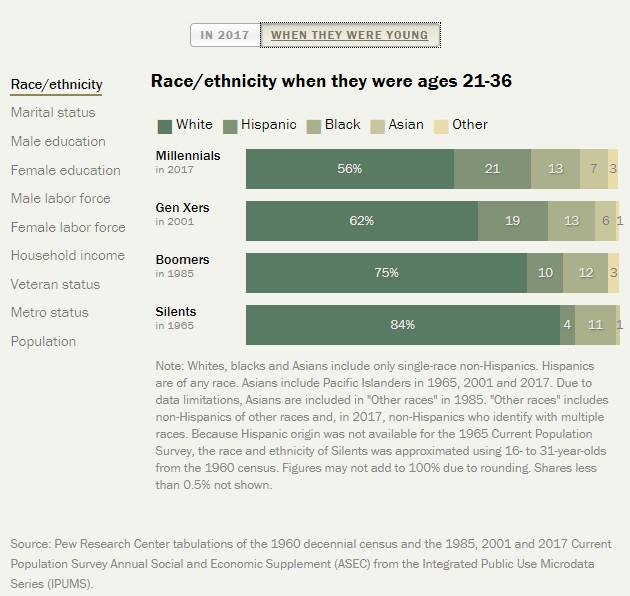 IN 2017
WHEN THEY WERE YOUNG
Race/ethnicity
Marital status
Male education
Female education
Male labor force
Female labor force
Household income
Veteran status
Metro status
Population
Race/ethnicity when they were ages 21-36
White Hispanic Black Asian Other
Millennials
in 2017
56% 21 13 7 3
Gen Xers
in 2001
62% 19 13 6 1
Boomers
in 1985
75% 10 12 3
Silents
in 1965
84% 4 11 1
Note: Whites, blacks and Asians include only single-race non-Hispanics. Hispanics
are of any race. Asians include Pacific Islanders in 1965, 2001 and 2017. Due to
data limitations, Asians are included in "Other races" in 1985. "Other races" includes
non-Hispanics of other races and, in 2017, non-Hispanics who identify with multiple
races. Because Hispanic origin was not available for the 1965 Current Population
Survey, the race and ethnicity of Silents was approximated using 16- to 31-year-olds
from the 1960 census. Figures may not add to 100% due to rounding. Shares less
than 0.5% not shown.
Source: Pew Research Center tabulations of the 1960 decennial census and the 1985, 2001 and 2017 Current
Population Survey Annual Social and Economic Supplement (ASEC) from the Integrated Public Use Microdata
Series (IPUMS).